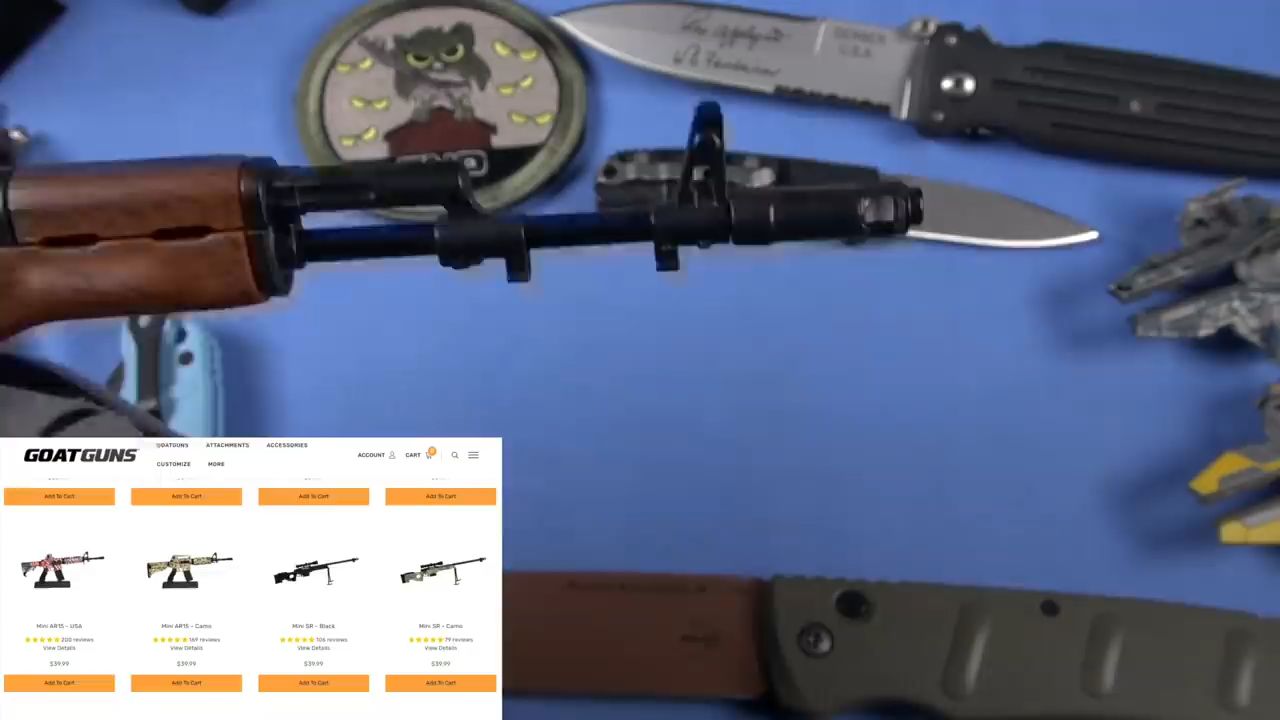 GERBER
U.S.A.
GOATGUNS
GOATGUNS ATTACHMENTS ACCESSORIES
CUSTOMIZE MORE
ACCOUNT CART
Add To Cart Add To Cart Add To Cart Add To Cart
Mini AR15 - USA Mini AR15 - Camo Mini SR - Black Mini SR - Camo
200 reviews 169 reviews 106 reviews 79 reviews
View Details View Details View Details View Details
$39.99 $39.99 $39.99 $39.99
Add To Cart Add To Cart Add To Cart Add To Cart